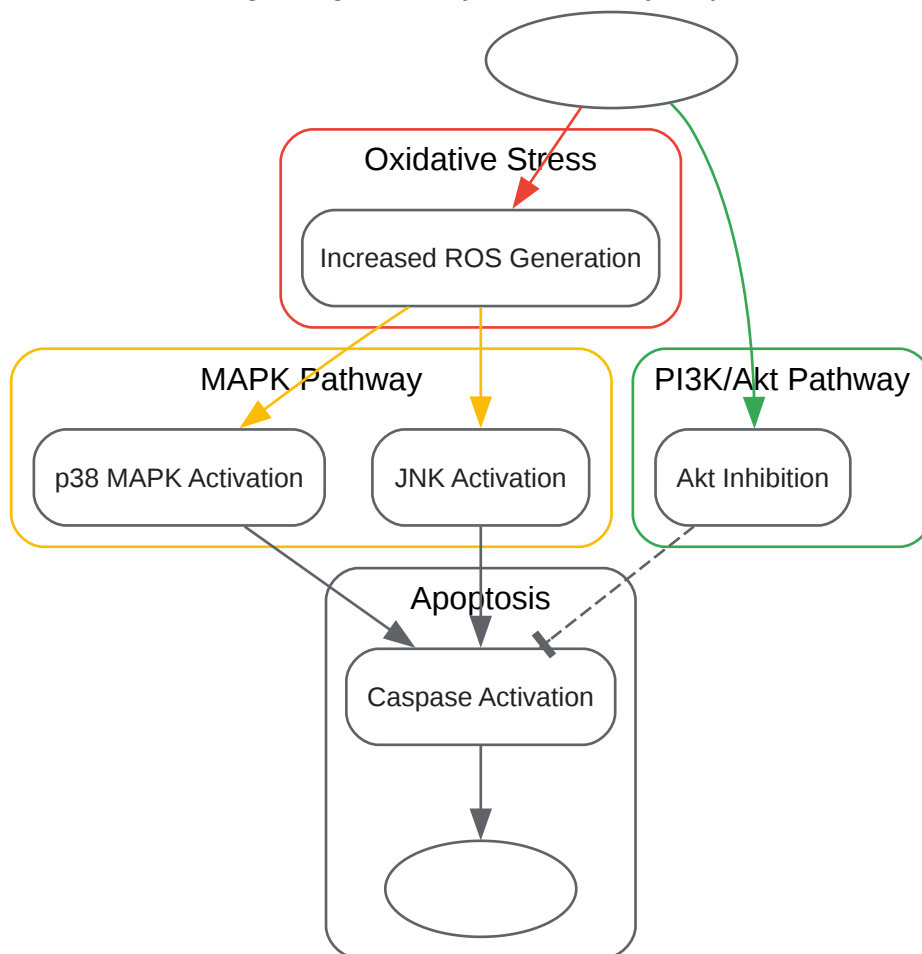 Oxidative Stress
Increased ROS Generation
MAPK Pathway
PI3K/Akt Pathway
p38 MAPK Activation
JNK Activation
Akt Inhibition
Apoptosis
Caspase Activation